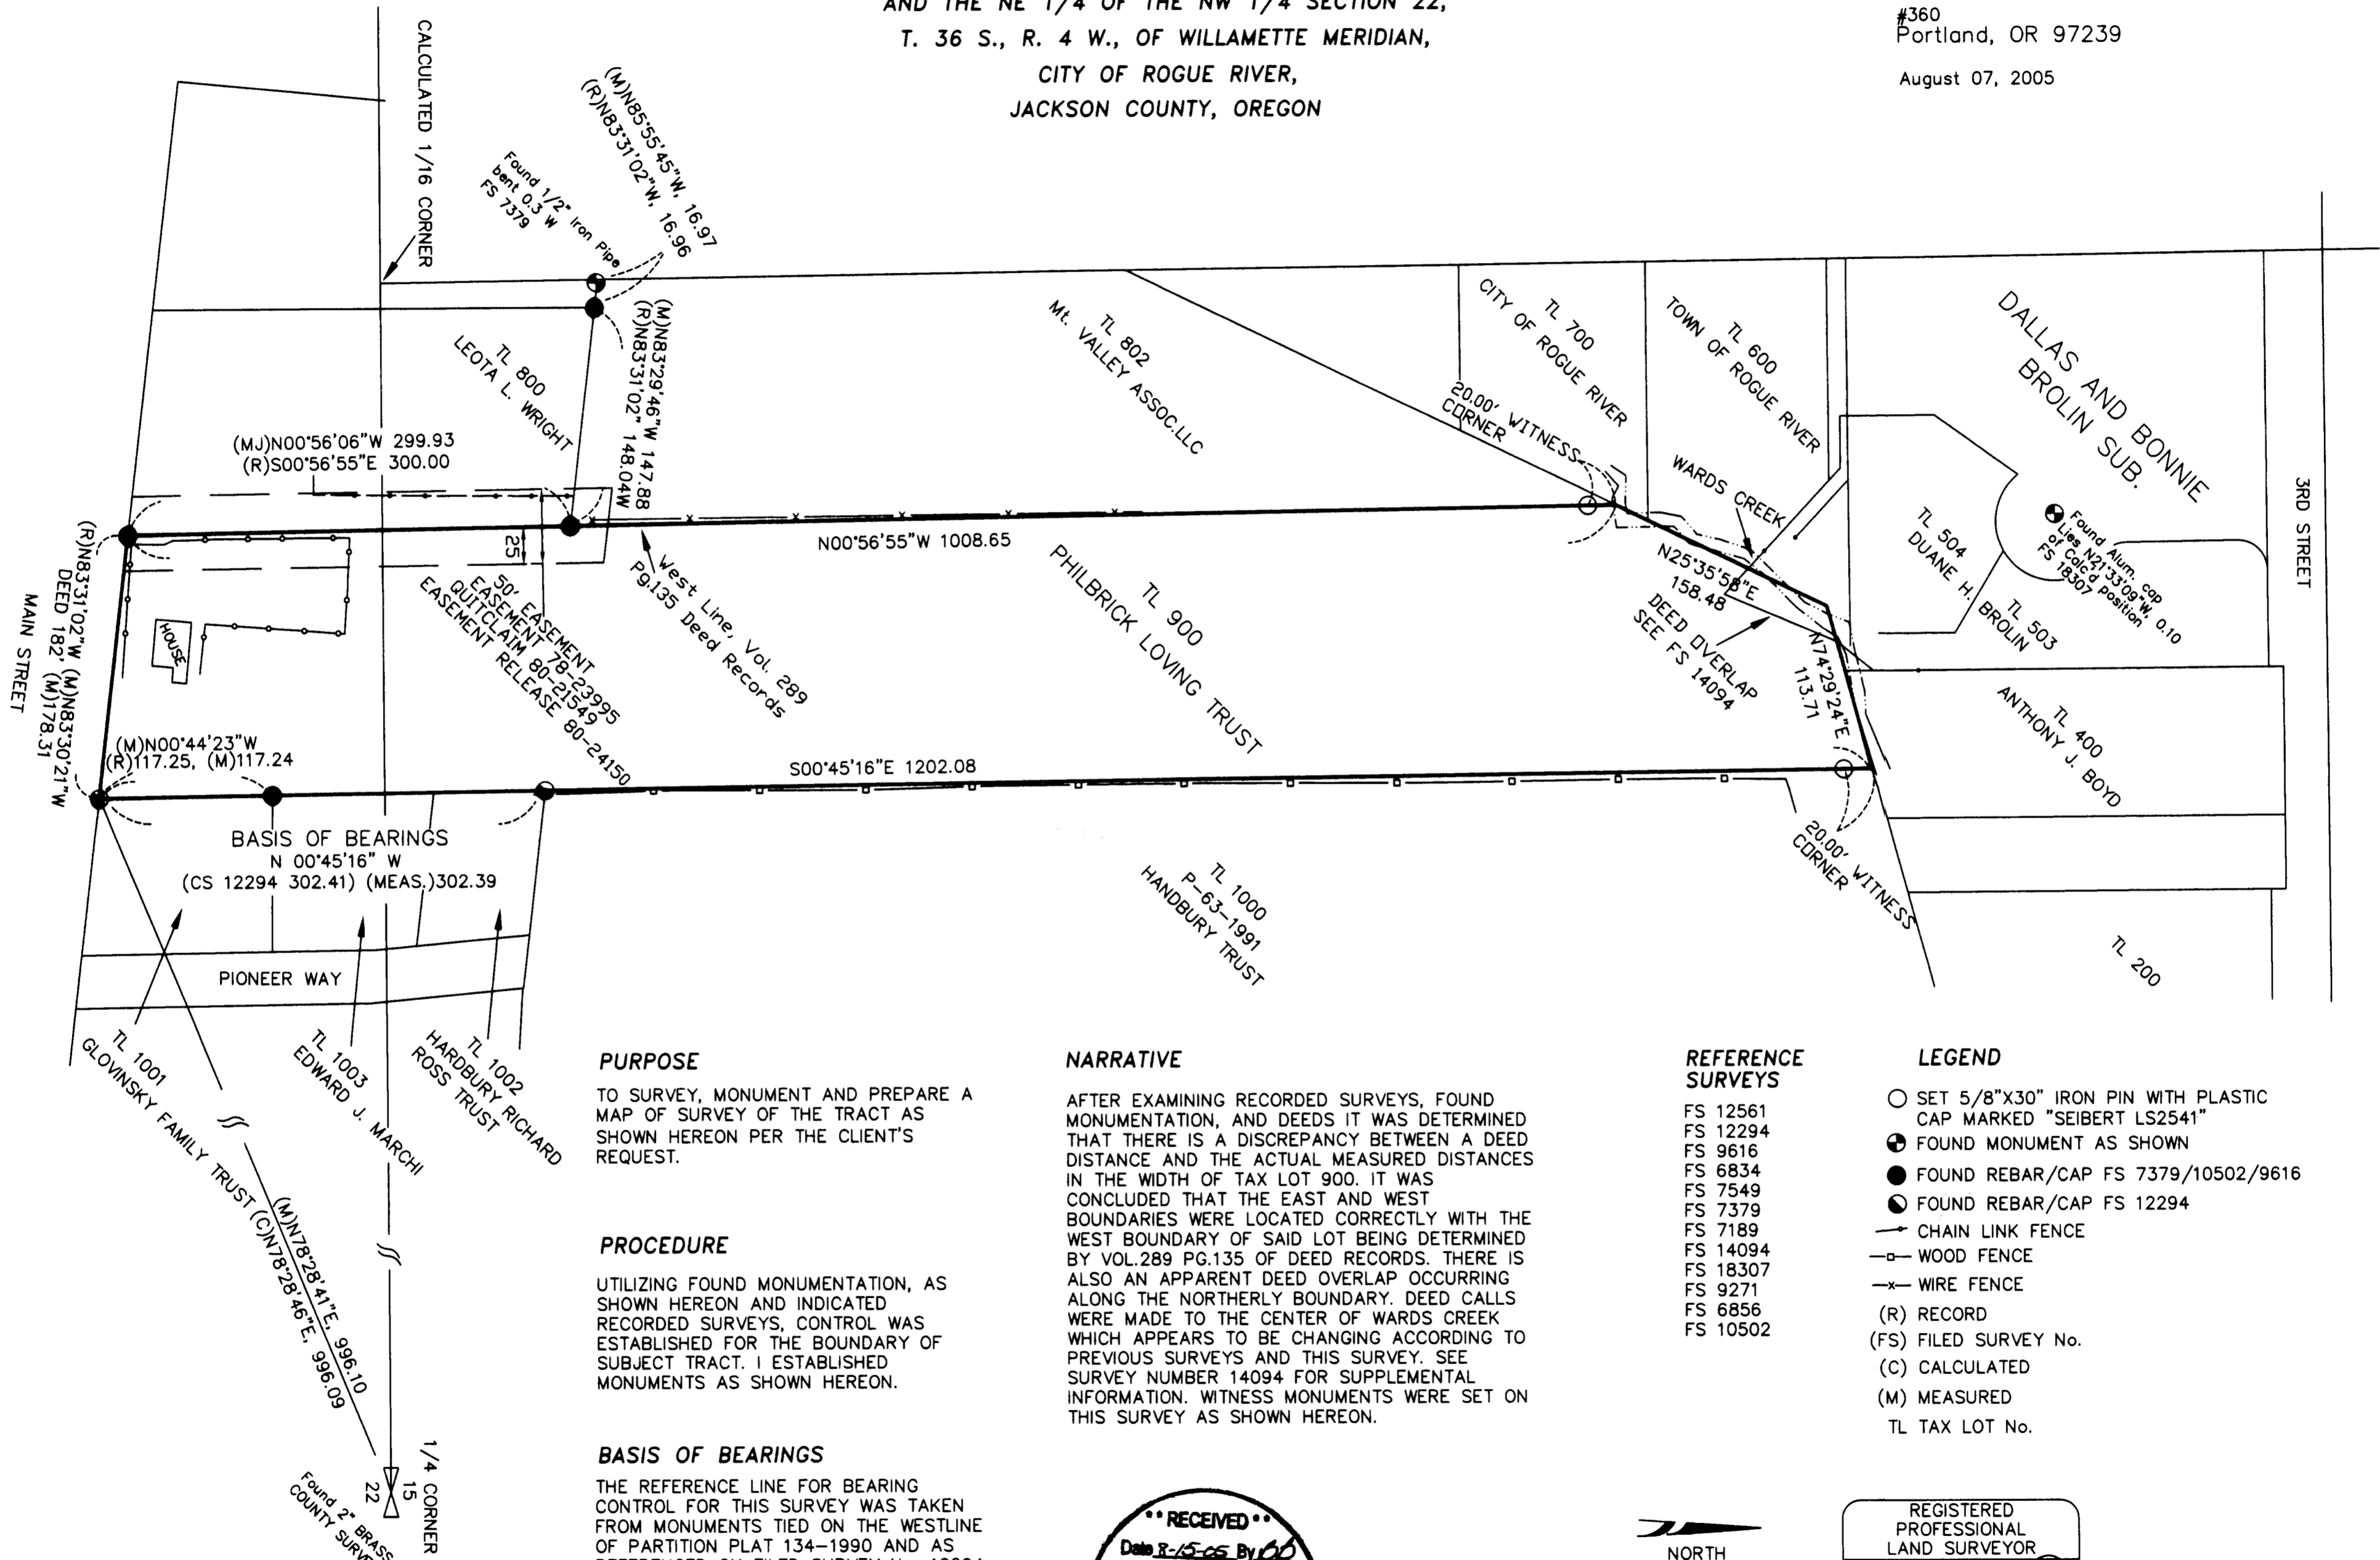 AND THE NE 1/4 OF THE NW 1/4 SECTION 22,
T. 36 S., R. 4 W., OF WILLAMETTE MERIDIAN,
CITY OF ROGUE RIVER,
JACKSON COUNTY, OREGON
#360
Portland, OR 97239
August 07, 2005
CALCULATED 1/16 CORNER
(M)N85°55'45"W, 16.97
(R)N83°31'02"W, 16.96
Found 1/2" Iron Pipe
bent 0.3 W
FS 7379
(M)N83°29'46"W 147.88
(R)N83°31'02" 148.04W
TL 800
LEOTA L. WRIGHT
TL 802
Mt. VALLEY ASSOC.LLC
TL 700
CITY OF ROGUE RIVER
TL 600
TOWN OF ROGUE RIVER
DALLAS AND BONNIE
BROLIN SUB.
3RD STREET
20.00' WITNESS
CORNER
WARDS CREEK
TL 504
DUANE H. BROLIN
TL 503
Found Alum. cap
Lies N21°33'09"W, 0.10
of Calc'd position
FS 18307
(MJ)N00°56'06"W 299.93
(R)S00°56'55"E 300.00
N00°56'55"W 1008.65
N25°35'58"E
158.48
DEED OVERLAP
SEE FS 14094
N74°29'24"E
113.71
TL 400
ANTHONY J. BOYD
25
50' EASEMENT
EASEMENT 78-23995
QUITCLAIM 80-21549
EASEMENT RELEASE 80-24150
West Line, Vol. 289
Pg.135 Deed Records
TL 900
PHILBRICK LOVING TRUST
HOUSE
(R)N83°31'02"W (M)N83°30'21"W
DEED 182' (M)178.31
MAIN STREET
(M)N00°44'23"W
(R)117.25, (M)117.24
S00°45'16"E 1202.08
BASIS OF BEARINGS
N 00°45'16" W
(CS 12294 302.41) (MEAS.)302.39
20.00' WITNESS
CORNER
TL 1000
P-63-1991
HANDBURY TRUST
TL 200
PIONEER WAY
TL 1001
GLOVINSKY FAMILY TRUST
TL 1003
EDWARD J. MARCHI
TL 1002
HARDBURY RICHARD
ROSS TRUST
(M)N78°28'41"E, 996.10
(C)N78°28'46"E, 996.09
1/4 CORNER
15
22
Found 2" BRASS
PURPOSE
TO SURVEY, MONUMENT AND PREPARE A
MAP OF SURVEY OF THE TRACT AS
SHOWN HEREON PER THE CLIENT'S
REQUEST.
PROCEDURE
UTILIZING FOUND MONUMENTATION, AS
SHOWN HEREON AND INDICATED
RECORDED SURVEYS, CONTROL WAS
ESTABLISHED FOR THE BOUNDARY OF
SUBJECT TRACT. I ESTABLISHED
MONUMENTS AS SHOWN HEREON.
BASIS OF BEARINGS
THE REFERENCE LINE FOR BEARING
CONTROL FOR THIS SURVEY WAS TAKEN
FROM MONUMENTS TIED ON THE WESTLINE
OF PARTITION PLAT 134-1990 AND AS
NARRATIVE
AFTER EXAMINING RECORDED SURVEYS, FOUND
MONUMENTATION, AND DEEDS IT WAS DETERMINED
THAT THERE IS A DISCREPANCY BETWEEN A DEED
DISTANCE AND THE ACTUAL MEASURED DISTANCES
IN THE WIDTH OF TAX LOT 900. IT WAS
CONCLUDED THAT THE EAST AND WEST
BOUNDARIES WERE LOCATED CORRECTLY WITH THE
WEST BOUNDARY OF SAID LOT BEING DETERMINED
BY VOL.289 PG.135 OF DEED RECORDS. THERE IS
ALSO AN APPARENT DEED OVERLAP OCCURRING
ALONG THE NORTHERLY BOUNDARY. DEED CALLS
WERE MADE TO THE CENTER OF WARDS CREEK
WHICH APPEARS TO BE CHANGING ACCORDING TO
PREVIOUS SURVEYS AND THIS SURVEY. SEE
SURVEY NUMBER 14094 FOR SUPPLEMENTAL
INFORMATION. WITNESS MONUMENTS WERE SET ON
THIS SURVEY AS SHOWN HEREON.
REFERENCE
SURVEYS
FS 12561
FS 12294
FS 9616
FS 6834
FS 7549
FS 7379
FS 7189
FS 14094
FS 18307
FS 9271
FS 6856
FS 10502
LEGEND
SET 5/8"X30" IRON PIN WITH PLASTIC
CAP MARKED "SEIBERT LS2541"
FOUND MONUMENT AS SHOWN
FOUND REBAR/CAP FS 7379/10502/9616
FOUND REBAR/CAP FS 12294
CHAIN LINK FENCE
WOOD FENCE
WIRE FENCE
(R) RECORD
(FS) FILED SURVEY No.
(C) CALCULATED
(M) MEASURED
TL TAX LOT No.
** RECEIVED **
Date 8-15-05 By
NORTH
REGISTERED
PROFESSIONAL
LAND SURVEYOR